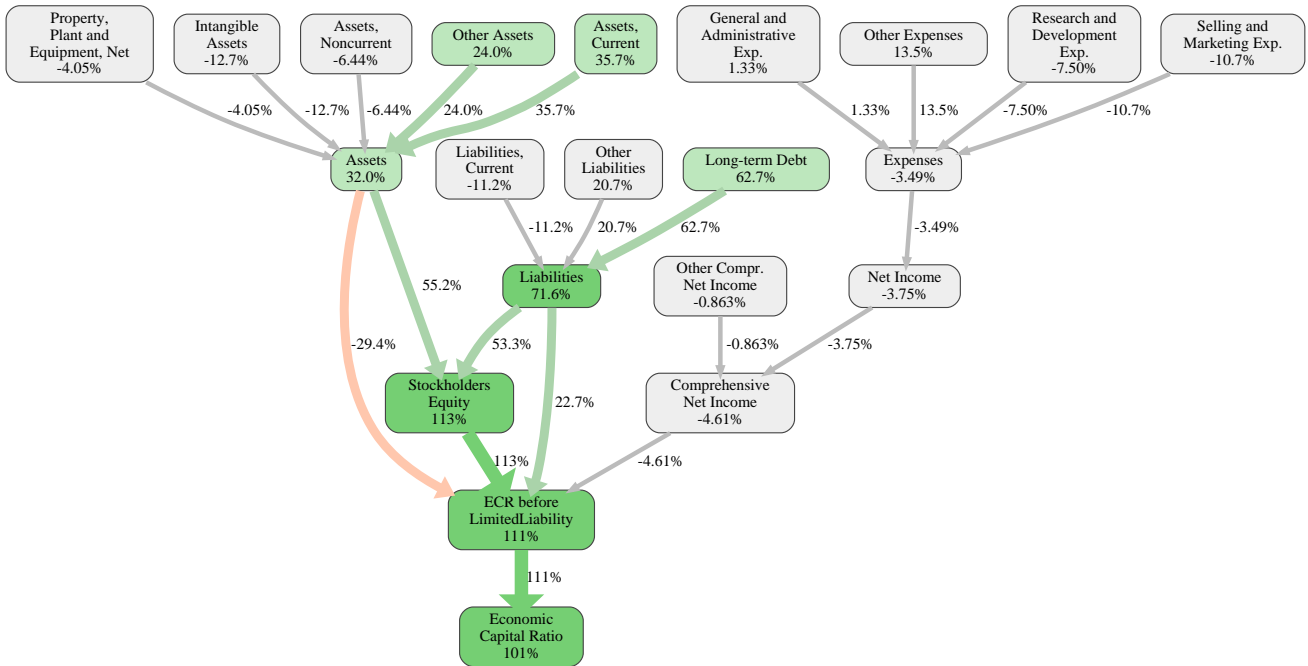 Property,
Plant and
Equipment, Net
-4.05%
Intangible
Assets
-12.7%
Assets,
Noncurrent
-6.44%
Other Assets
24.0%
Assets,
Current
35.7%
General and
Administrative
Exp.
1.33%
Other Expenses
13.5%
Research and
Development
Exp.
-7.50%
Selling and
Marketing Exp.
-10.7%
-4.05%
-12.7%
-6.44%
24.0%
35.7%
1.33%
13.5%
-7.50%
-10.7%
Assets
32.0%
Liabilities,
Current
-11.2%
Other
Liabilities
20.7%
Long-term Debt
62.7%
Expenses
-3.49%
-11.2%
20.7%
62.7%
-3.49%
55.2%
Liabilities
71.6%
Other Compr.
Net Income
-0.863%
Net Income
-3.75%
-29.4%
53.3%
-0.863%
-3.75%
Stockholders
Equity
113%
22.7%
Comprehensive
Net Income
-4.61%
113%
-4.61%
ECR before
LimitedLiability
111%
111%
Economic
Capital Ratio
101%